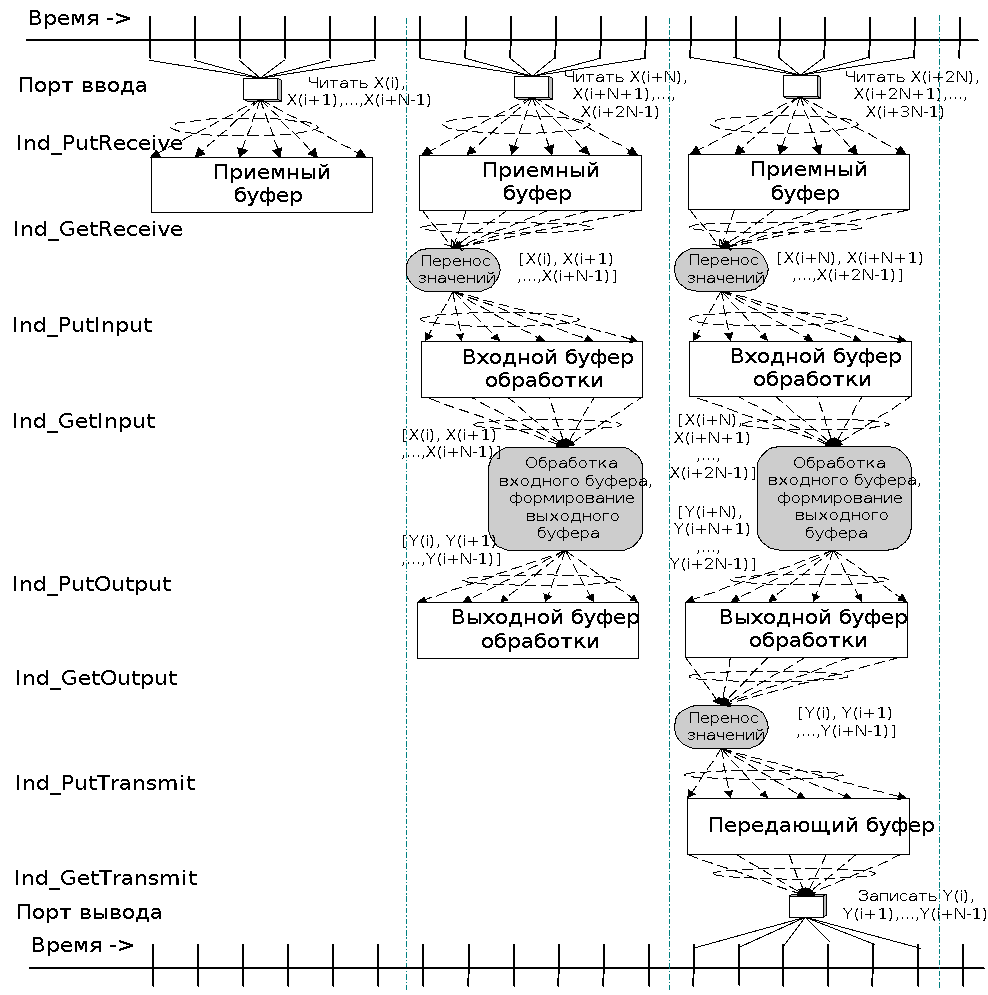 Время ->
Порт ввода
Читать X(i),
X(i+1),...,X(i+N-1)
Читать X(i+N),
X(i+N+1),...,
X(i+2N-1)
Читать X(i+2N),
X(i+2N+1),...,
X(i+3N-1)
Ind_PutReceive
Приемный
буфер
Приемный
буфер
Приемный
буфер
Ind_GetReceive
Перенос
значений
[X(i), X(i+1)
,...,X(i+N-1)]
Перенос
значений
[X(i+N), X(i+N+1)
,...,X(i+2N-1)]
Ind_PutInput
Входной буфер
обработки
Входной буфер
обработки
Ind_GetInput
[X(i), X(i+1)
,...,X(i+N-1)]
Обработка
входного буфера,
формирование
выходного
буфера
[Y(i), Y(i+1)
,...,Y(i+N-1)]
[X(i+N),
X(i+N+1)
,...,
X(i+2N-1)]
Обработка
входного буфера,
формирование
выходного
буфера
[Y(i+N),
Y(i+N+1)
,...,
Y(i+2N-1)]
Ind_PutOutput
Выходной буфер
обработки
Выходной буфер
обработки
Ind_GetOutput
Перенос
значений
[Y(i), Y(i+1)
,...,Y(i+N-1)]
Ind_PutTransmit
Передающий буфер
Ind_GetTransmit
Порт вывода
Записать Y(i),
Y(i+1),...,Y(i+N-1)
Время ->